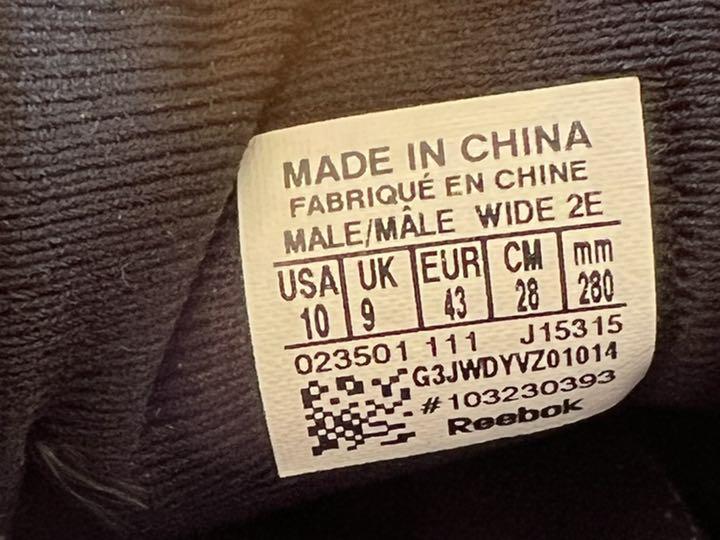 MADE IN CHINA
FABRIQUÉ EN CHINE
MALE/MÂLE WIDE 2E
USA UK EUR CM mm
10 9 43 28 280
023501 111 J15315
G3JWDYVZ01014
#103230393
Reebok